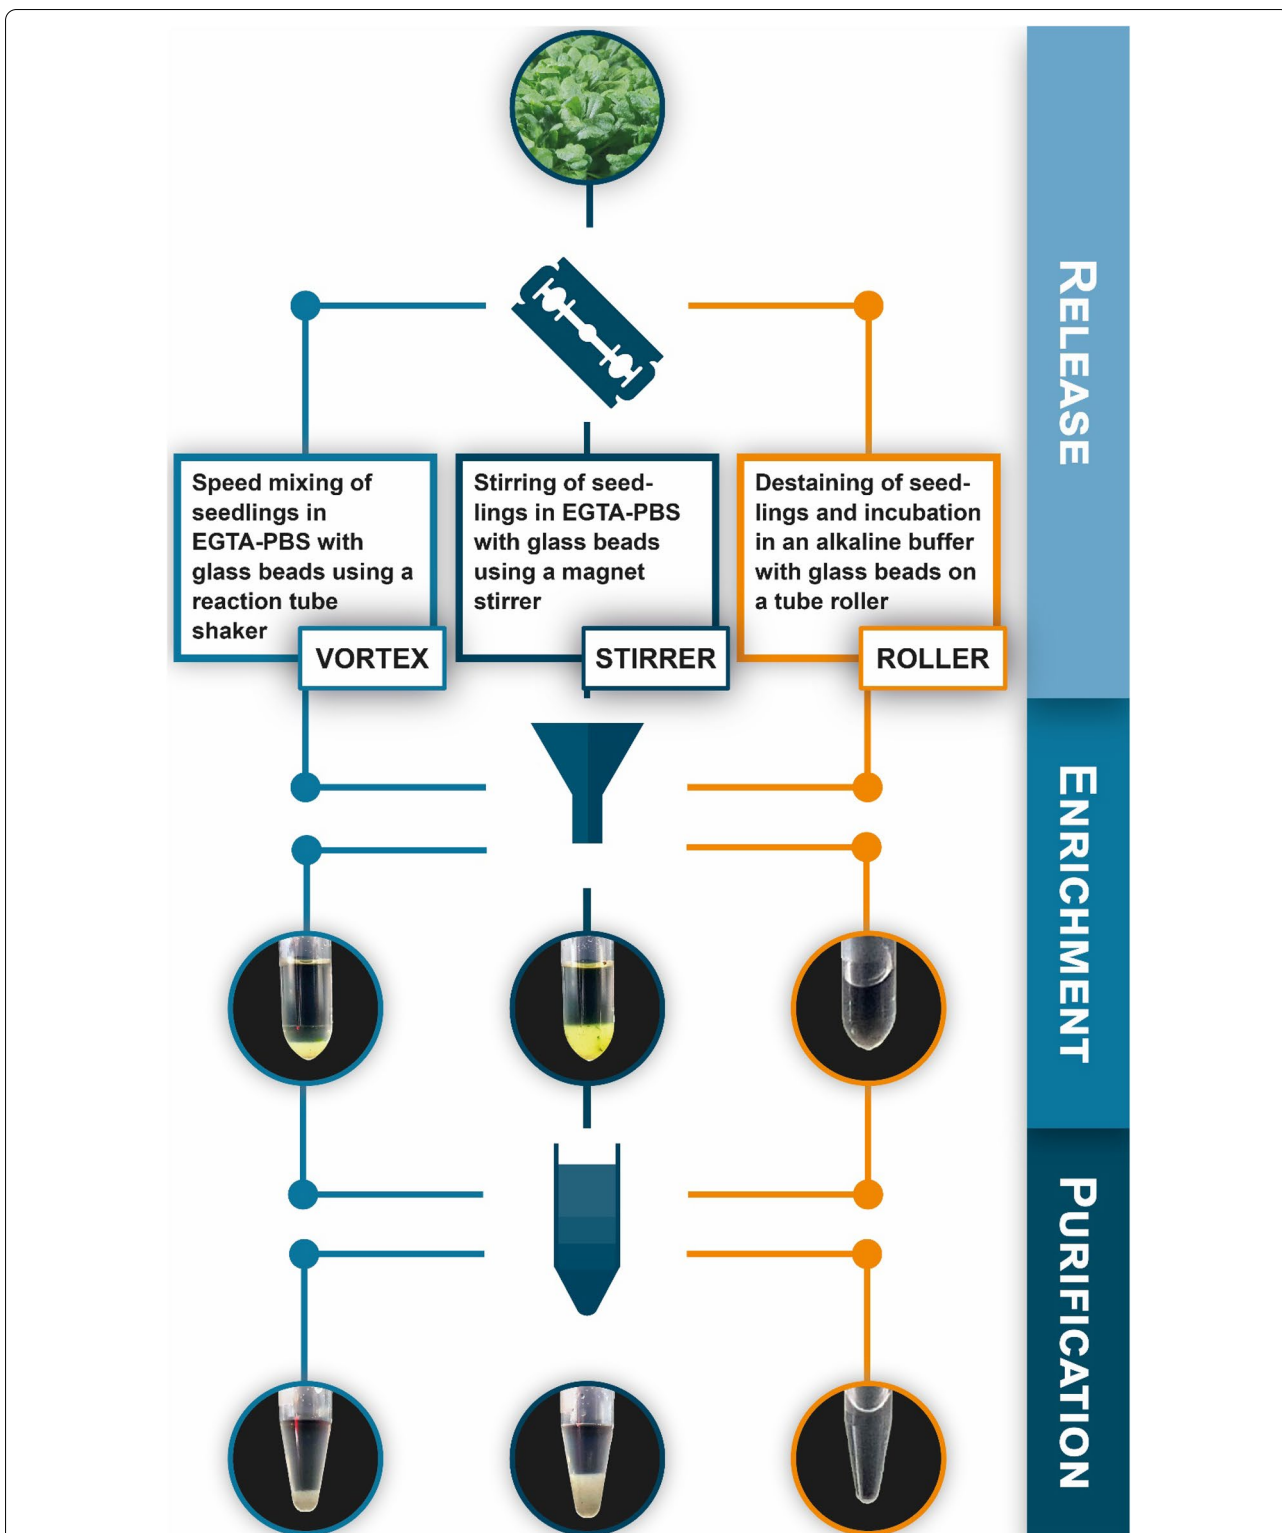 RELEASE
Speed mixing of
seedlings in
EGTA-PBS with
glass beads using a
reaction tube
shaker
VORTEX
Stirring of seed-
lings in EGTA-PBS
with glass beads
using a magnet
stirrer
STIRRER
Destaining of seed-
lings and incubation
in an alkaline buffer
with glass beads on
a tube roller
ROLLER
ENRICHMENT
PURIFICATION